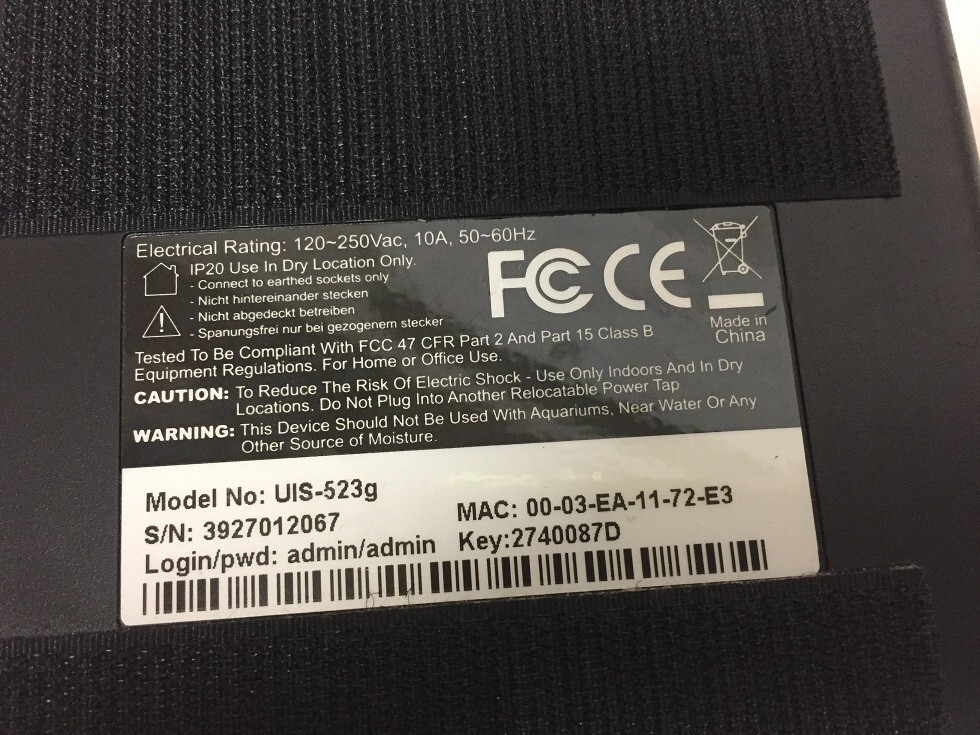 Electrical Rating: 120~250Vac, 10A, 50~60Hz
IP20 Use In Dry Location Only.
- Connect to earthed sockets only
- Nicht hintereinander stecken
- Nicht abgedeckt betreiben
- Spanungsfrei nur bei gezogenem stecker
FC CE
Made in
China
Tested To Be Compliant With FCC 47 CFR Part 2 And Part 15 Class B
Equipment Regulations. For Home or Office Use.
CAUTION: To Reduce The Risk Of Electric Shock - Use Only Indoors And In Dry
Locations. Do Not Plug Into Another Relocatable Power Tap
WARNING: This Device Should Not Be Used With Aquariums, Near Water Or Any
Other Source of Moisture.
Model No: UIS-523g
S/N: 3927012067
MAC: 00-03-EA-11-72-E3
Login/pwd: admin/admin
Key:2740087D